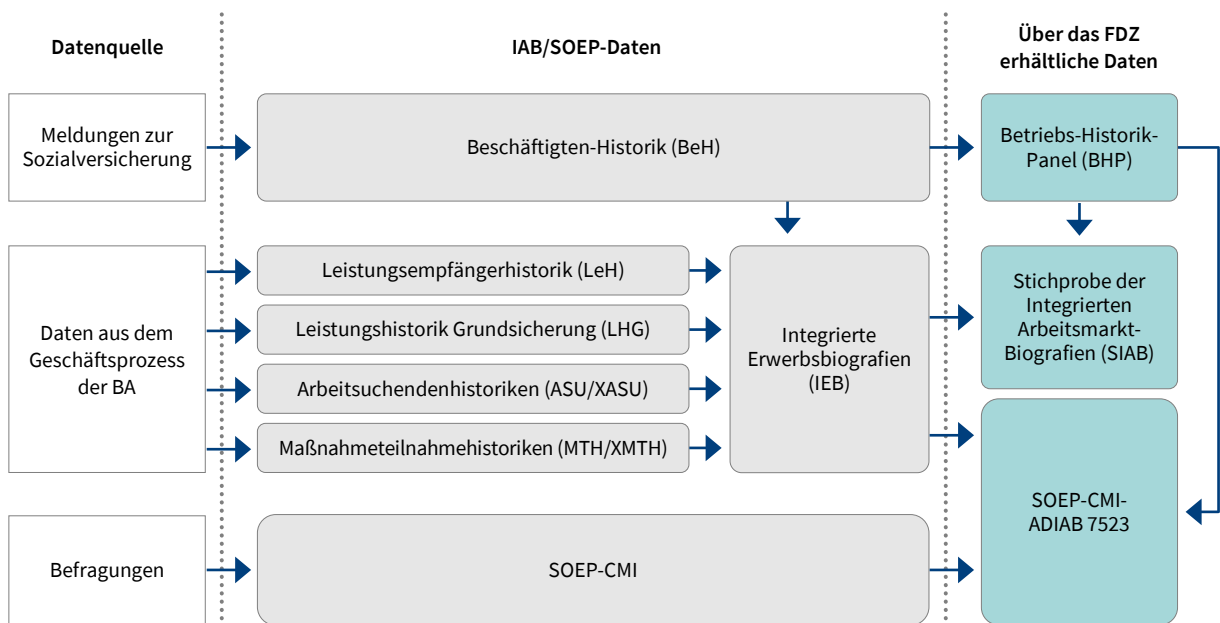 Datenquelle
IAB/SOEP-Daten
Über das FDZ
erhältliche Daten
Meldungen zur
Sozialversicherung
Beschäftigten-Historik (BeH)
Betriebs-Historik-
Panel (BHP)
Daten aus dem
Geschäftsprozess
der BA
Leistungsempfängerhistorik (LeH)
Leistungshistorik Grundsicherung (LHG)
Arbeitsuchendenhistoriken (ASU/XASU)
Maßnahmeteilnahmehistoriken (MTH/XMTH)
Integrierte
Erwerbsbiografien
(IEB)
Stichprobe der
Integrierten
Arbeitsmarkt-
Biografien (SIAB)
SOEP-CMI-
ADIAB 7523
Befragungen
SOEP-CMI